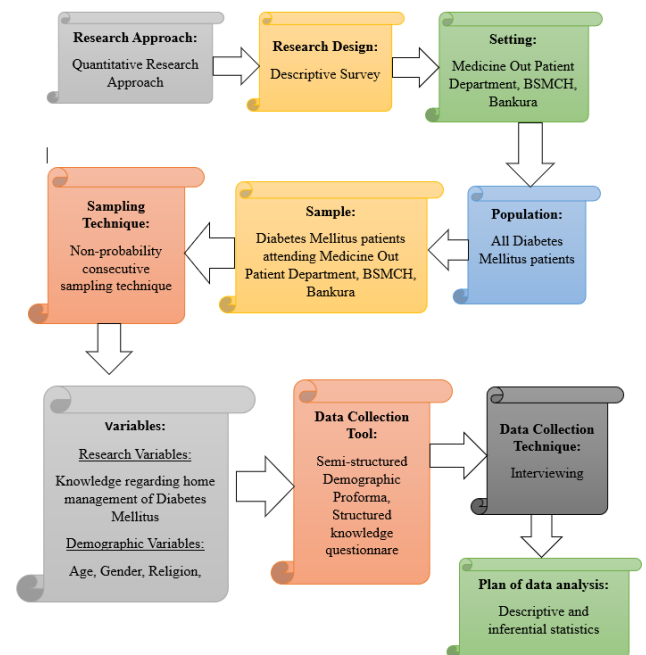 Research Approach:
Quantitative Research
Approach
Research Design:
Descriptive Survey
Setting:
Medicine Out Patient
Department, BSMCH,
Bankura
Population:
All Diabetes
Mellitus patients
Sample:
Diabetes Mellitus patients
attending Medicine Out
Patient Department, BSMCH,
Bankura
Sampling
Technique:
Non-probability
consecutive
sampling technique
Variables:
Research Variables:
Knowledge regarding home
management of Diabetes
Mellitus
Demographic Variables:
Age, Gender, Religion,
Data Collection
Tool:
Semi-structured
Demographic
Proforma,
Structured
knowledge
questionnare
Data Collection
Technique:
Interviewing
Plan of data analysis:
Descriptive and
inferential statistics